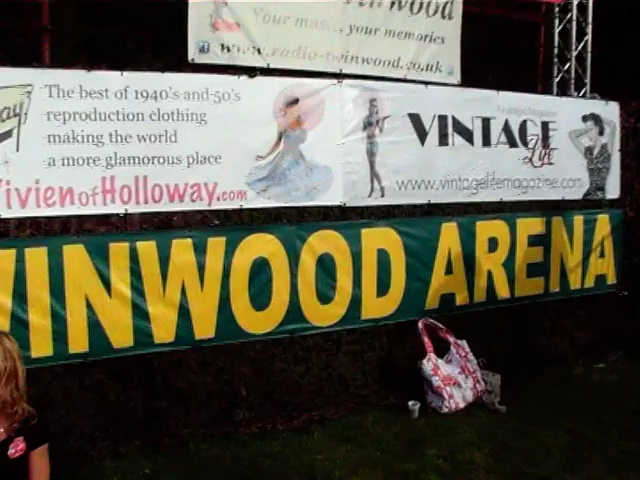 Your music, your memories
www.radio-twinwood.co.uk
The best of 1940's-and-50's
reproduction clothing
making the world
a more glamorous place
VivienofHolloway.com
VINTAGE
Life
www.vintagelifemagazine.com
WINWOOD ARENA